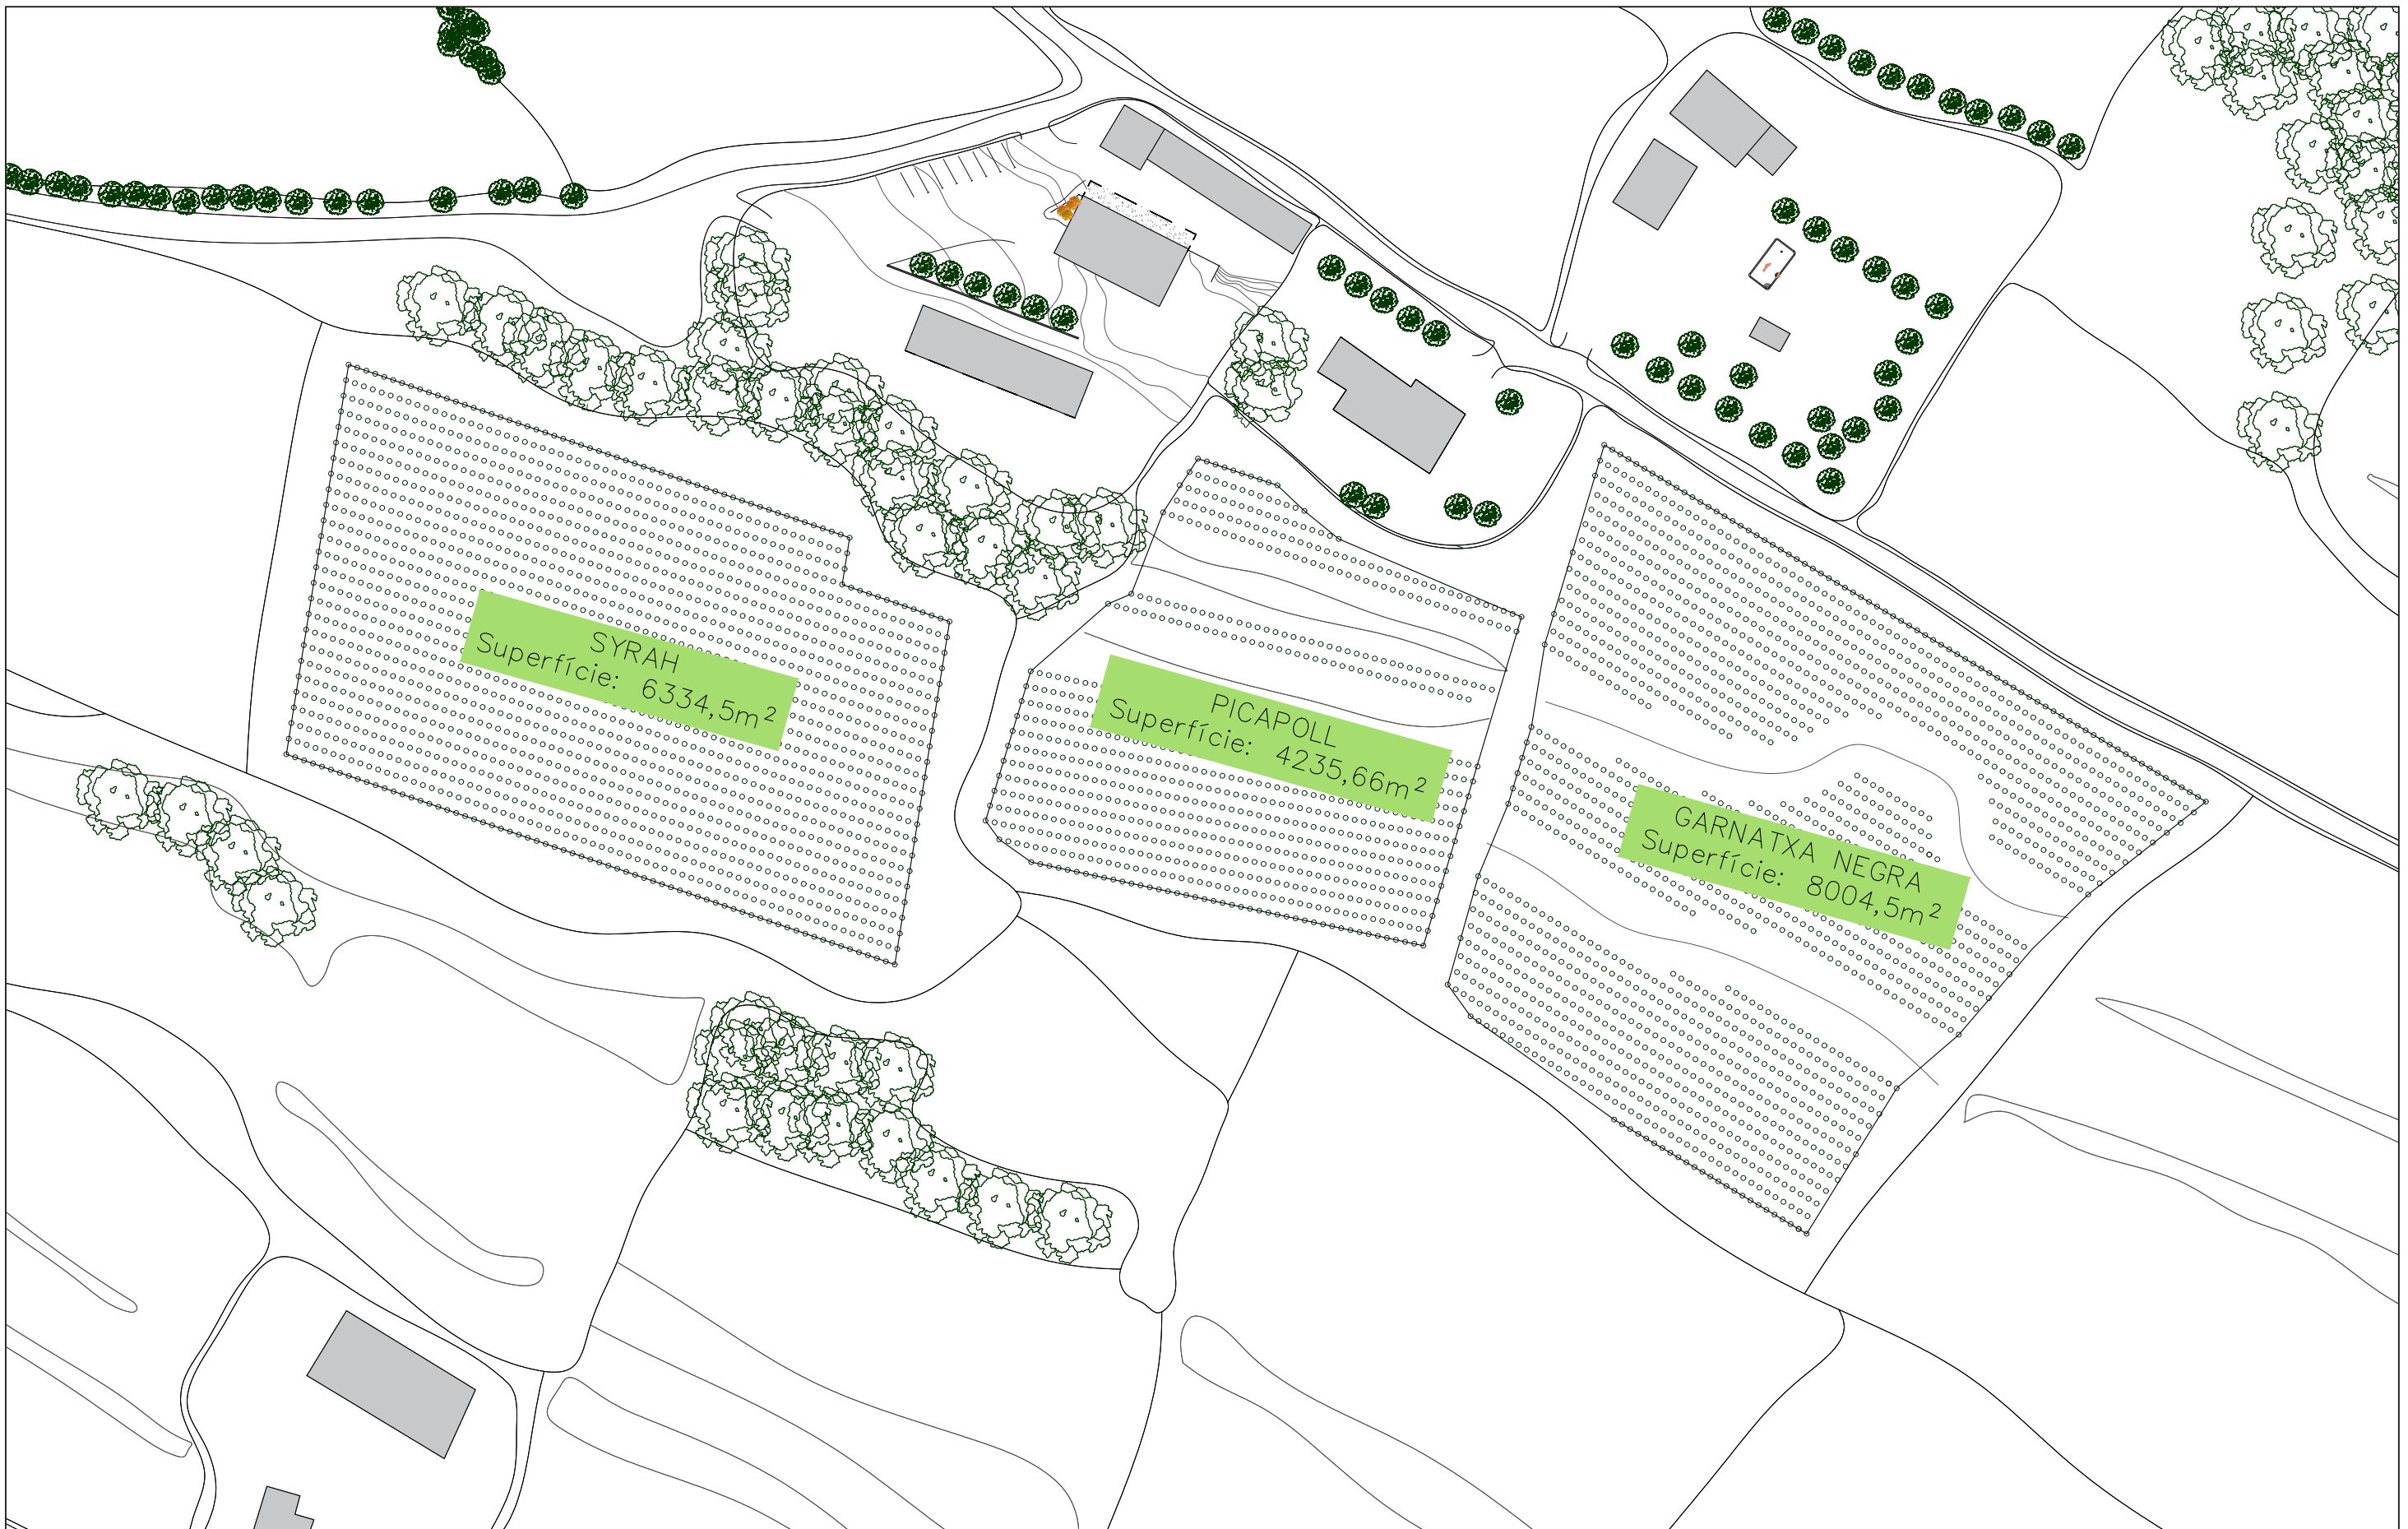 SYRAH
Superfície: 6334,5m²
PICAPOLL
Superfície: 4235,66m²
GARNATXA NEGRA
Superfície: 8004,5m²